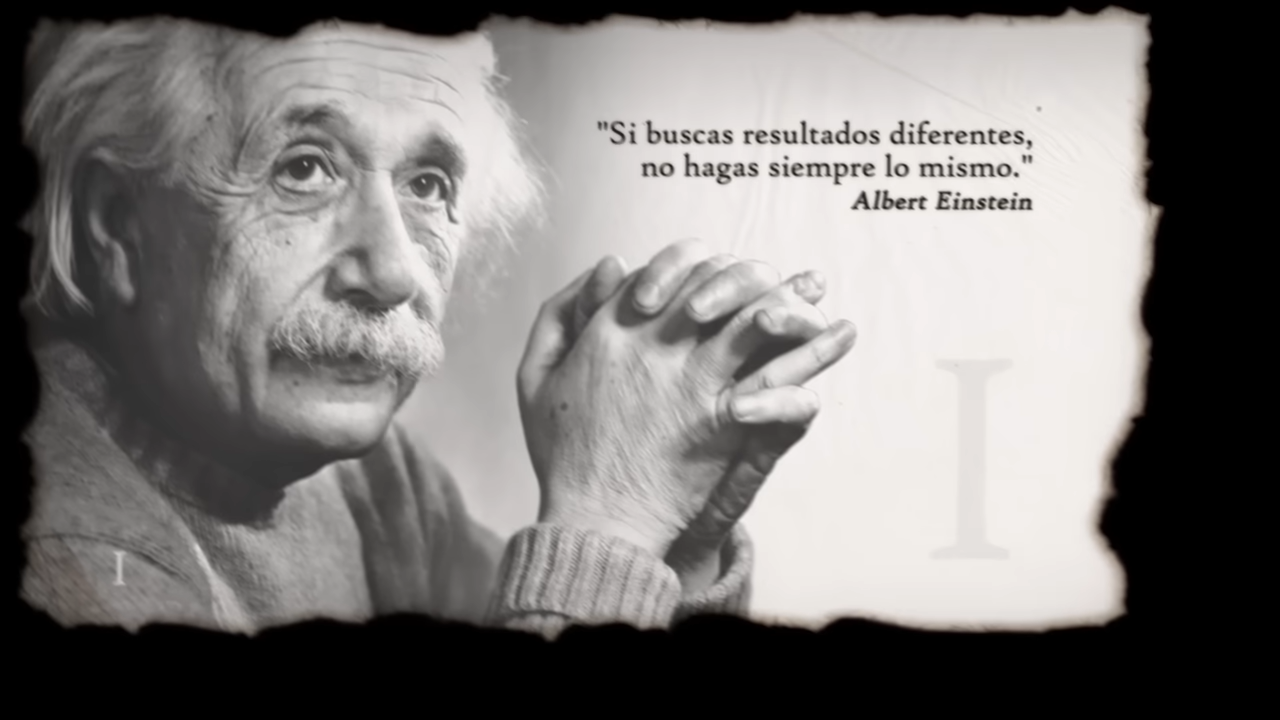 "Si buscas resultados diferentes,
no hagas siempre lo mismo."
Albert Einstein
I
I